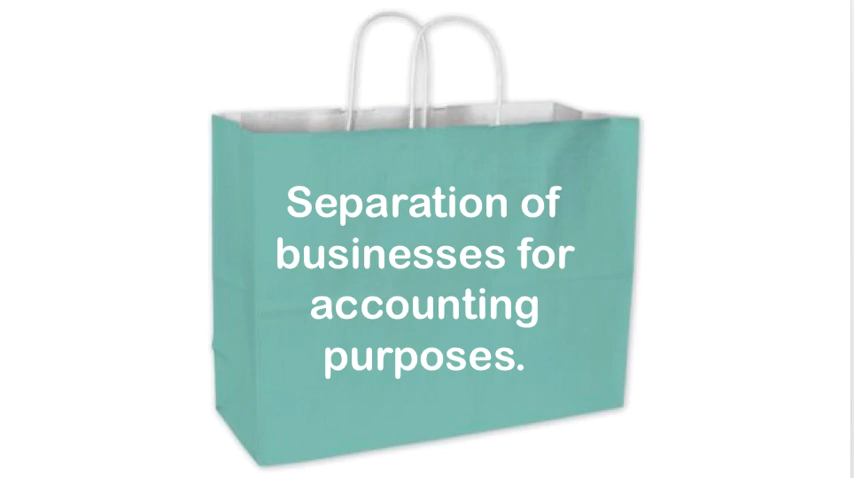 Separation of
businesses for
accounting
purposes.